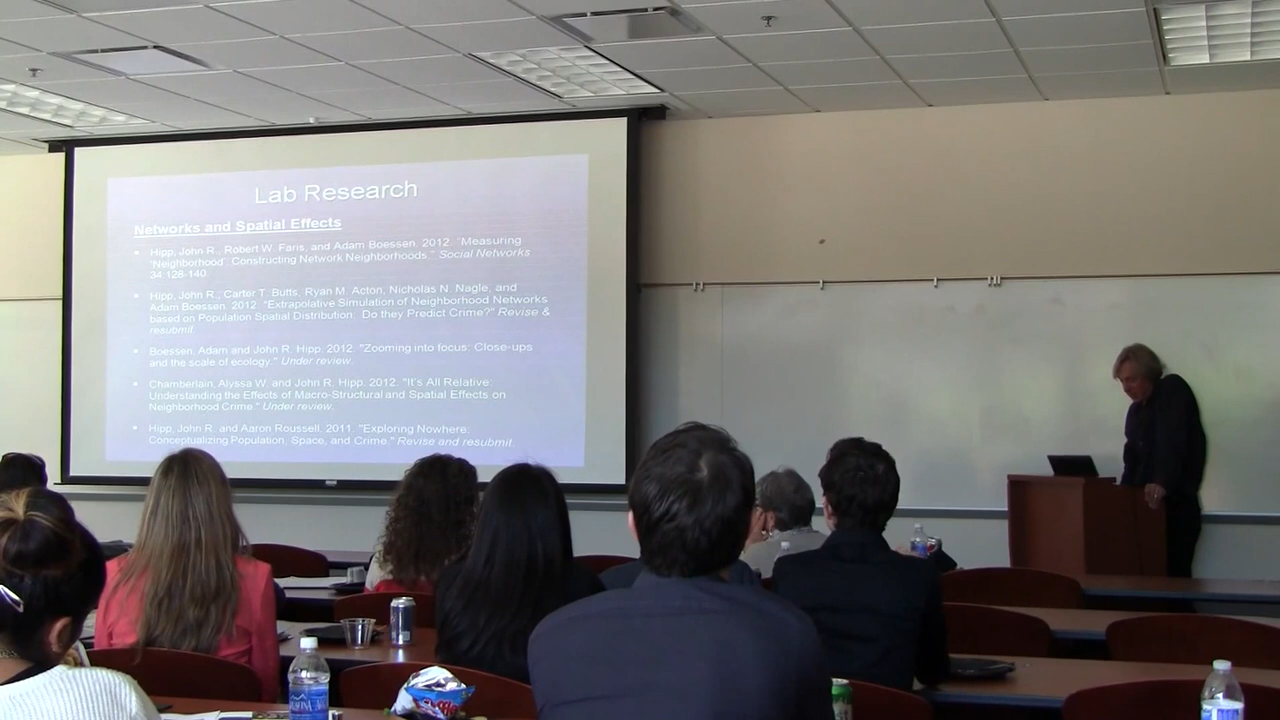 Lab Research
Networks and Spatial Effects
Hipp, John R., Robert W. Faris, and Adam Boessen. 2012. "Measuring
'Neighborhood': Constructing Network Neighborhoods." Social Networks
34:128-140.
Hipp, John R., Carter T. Butts, Ryan M. Acton, Nicholas N. Nagle, and
Adam Boessen. 2012. "Extrapolative Simulation of Neighborhood Networks
based on Population Spatial Distribution: Do they Predict Crime?" Revise &
resubmit.
Boessen, Adam and John R. Hipp. 2012. "Zooming into focus: Close-ups
and the scale of ecology." Under review.
Chamberlain, Alyssa W. and John R. Hipp. 2012. "It's All Relative:
Understanding the Effects of Macro-Structural and Spatial Effects on
Neighborhood Crime." Under review.
Hipp, John R. and Aaron Roussell. 2011. "Exploring Nowhere:
Conceptualizing Population, Space, and Crime." Revise and resubmit.